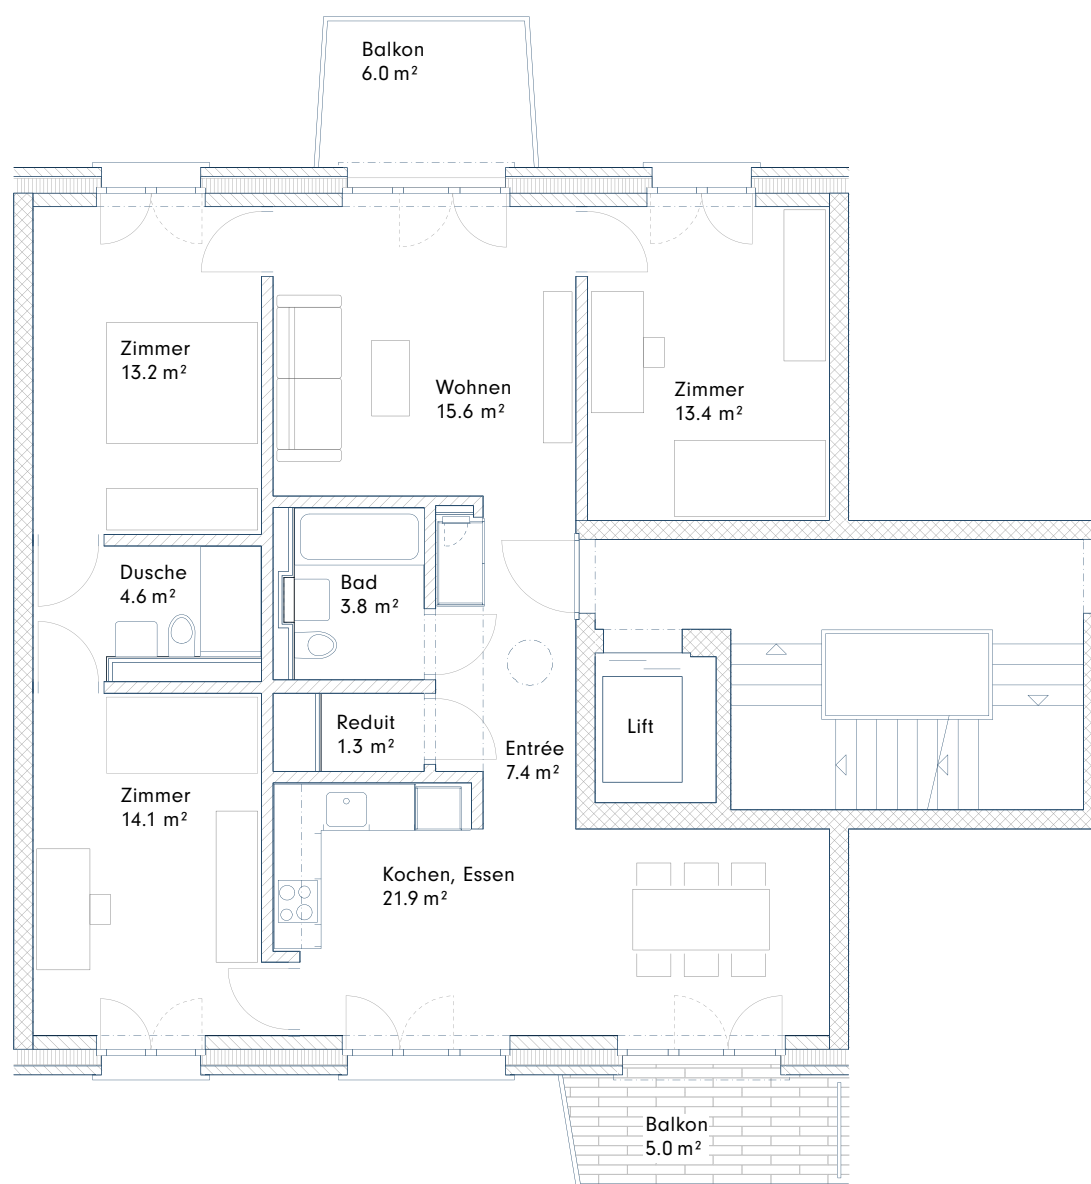 Balkon
6.0 m²
Zimmer
13.2 m²
Wohnen
15.6 m²
Zimmer
13.4 m²
Dusche
4.6 m²
Bad
3.8 m²
Reduit
1.3 m²
Entrée
7.4 m²
Lift
Zimmer
14.1 m²
Kochen, Essen
21.9 m²
Balkon
5.0 m²